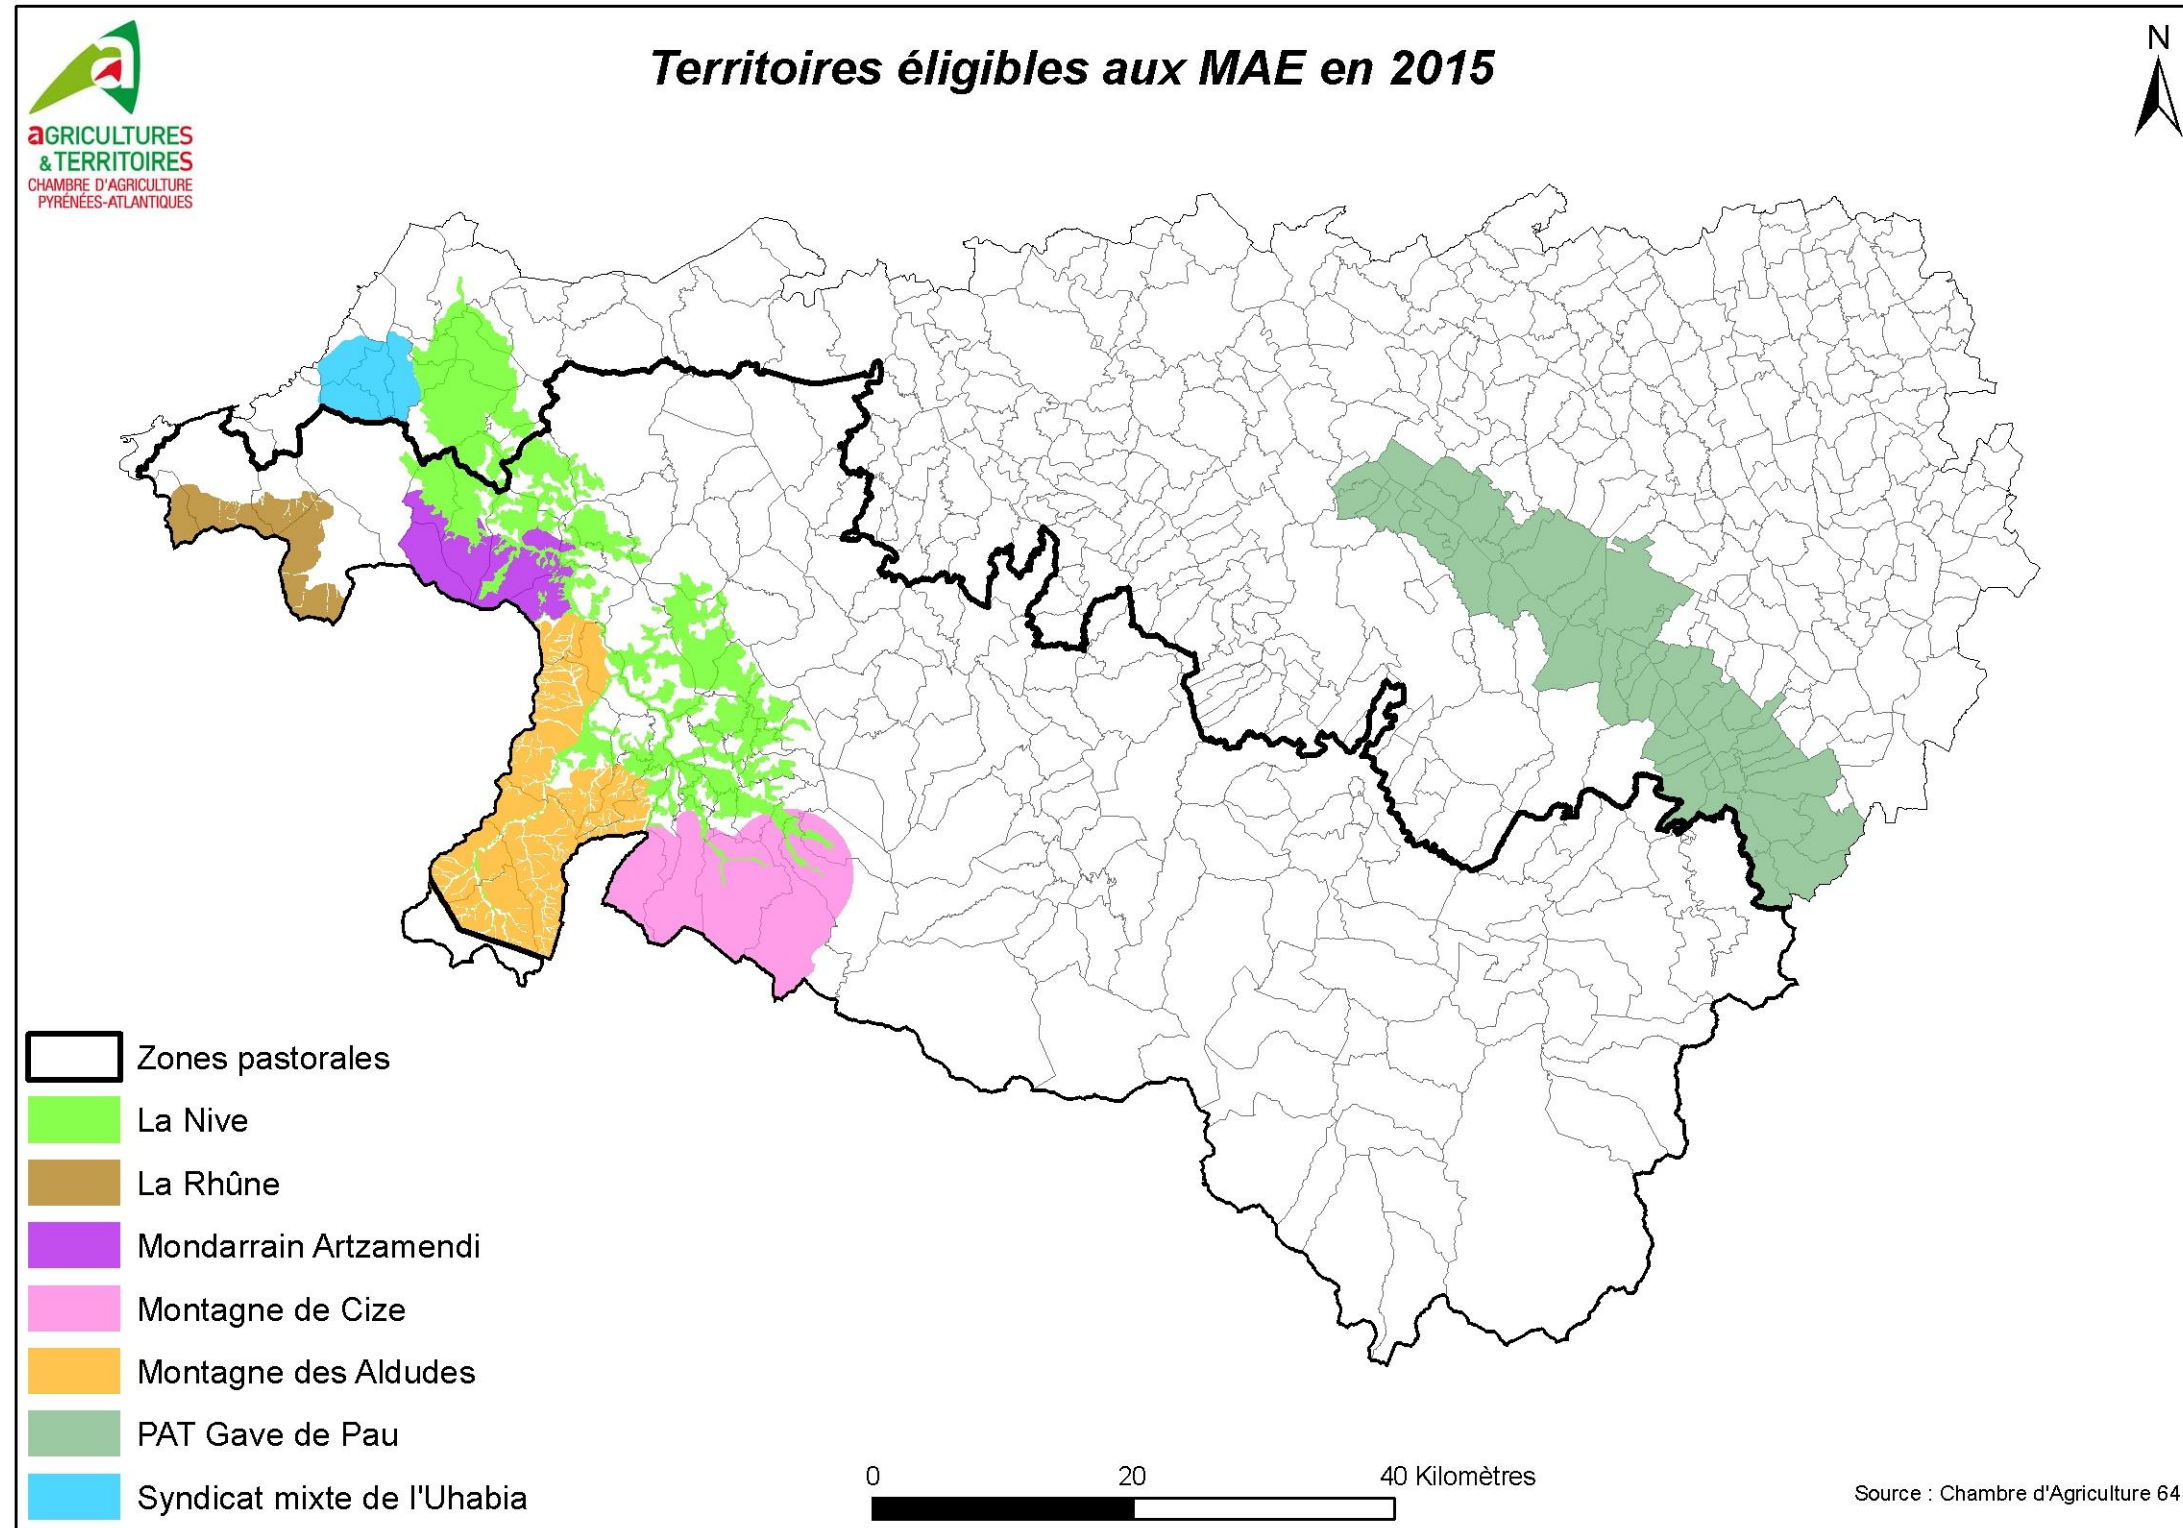 Territoires éligibles aux MAE en 2015
N
a
aGRICULTURES
& TERRITOIRES
CHAMBRE D'AGRICULTURE
PYRÉNÉES-ATLANTIQUES
Zones pastorales
La Nive
La Rhûne
Mondarrain Artzamendi
Montagne de Cize
Montagne des Aldudes
PAT Gave de Pau
Syndicat mixte de l'Uhabia
0 20 40 Kilomètres
Source : Chambre d'Agriculture 64